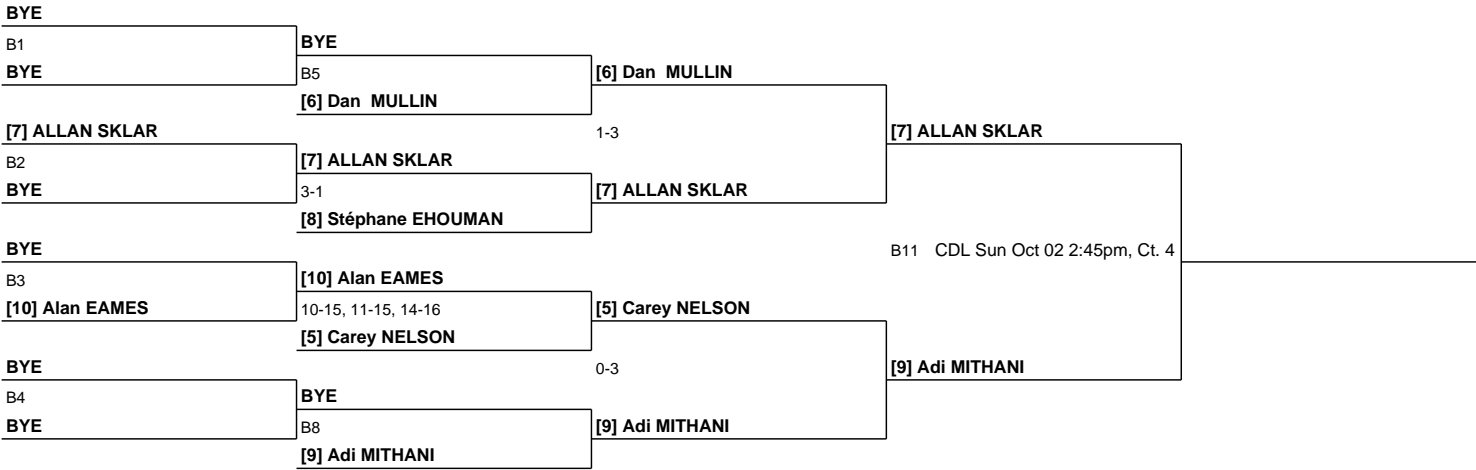 BYE
B1
BYE
BYE
B5
[6] Dan MULLIN
[6] Dan MULLIN
1-3
[7] ALLAN SKLAR
[7] ALLAN SKLAR
B2
[7] ALLAN SKLAR
BYE
3-1
[7] ALLAN SKLAR
[8] Stéphane EHOUMAN
BYE
B11 CDL Sun Oct 02 2:45pm, Ct. 4
B3
[10] Alan EAMES
[10] Alan EAMES
10-15, 11-15, 14-16
[5] Carey NELSON
[5] Carey NELSON
BYE
0-3
[9] Adi MITHANI
B4
BYE
BYE
B8
[9] Adi MITHANI
[9] Adi MITHANI